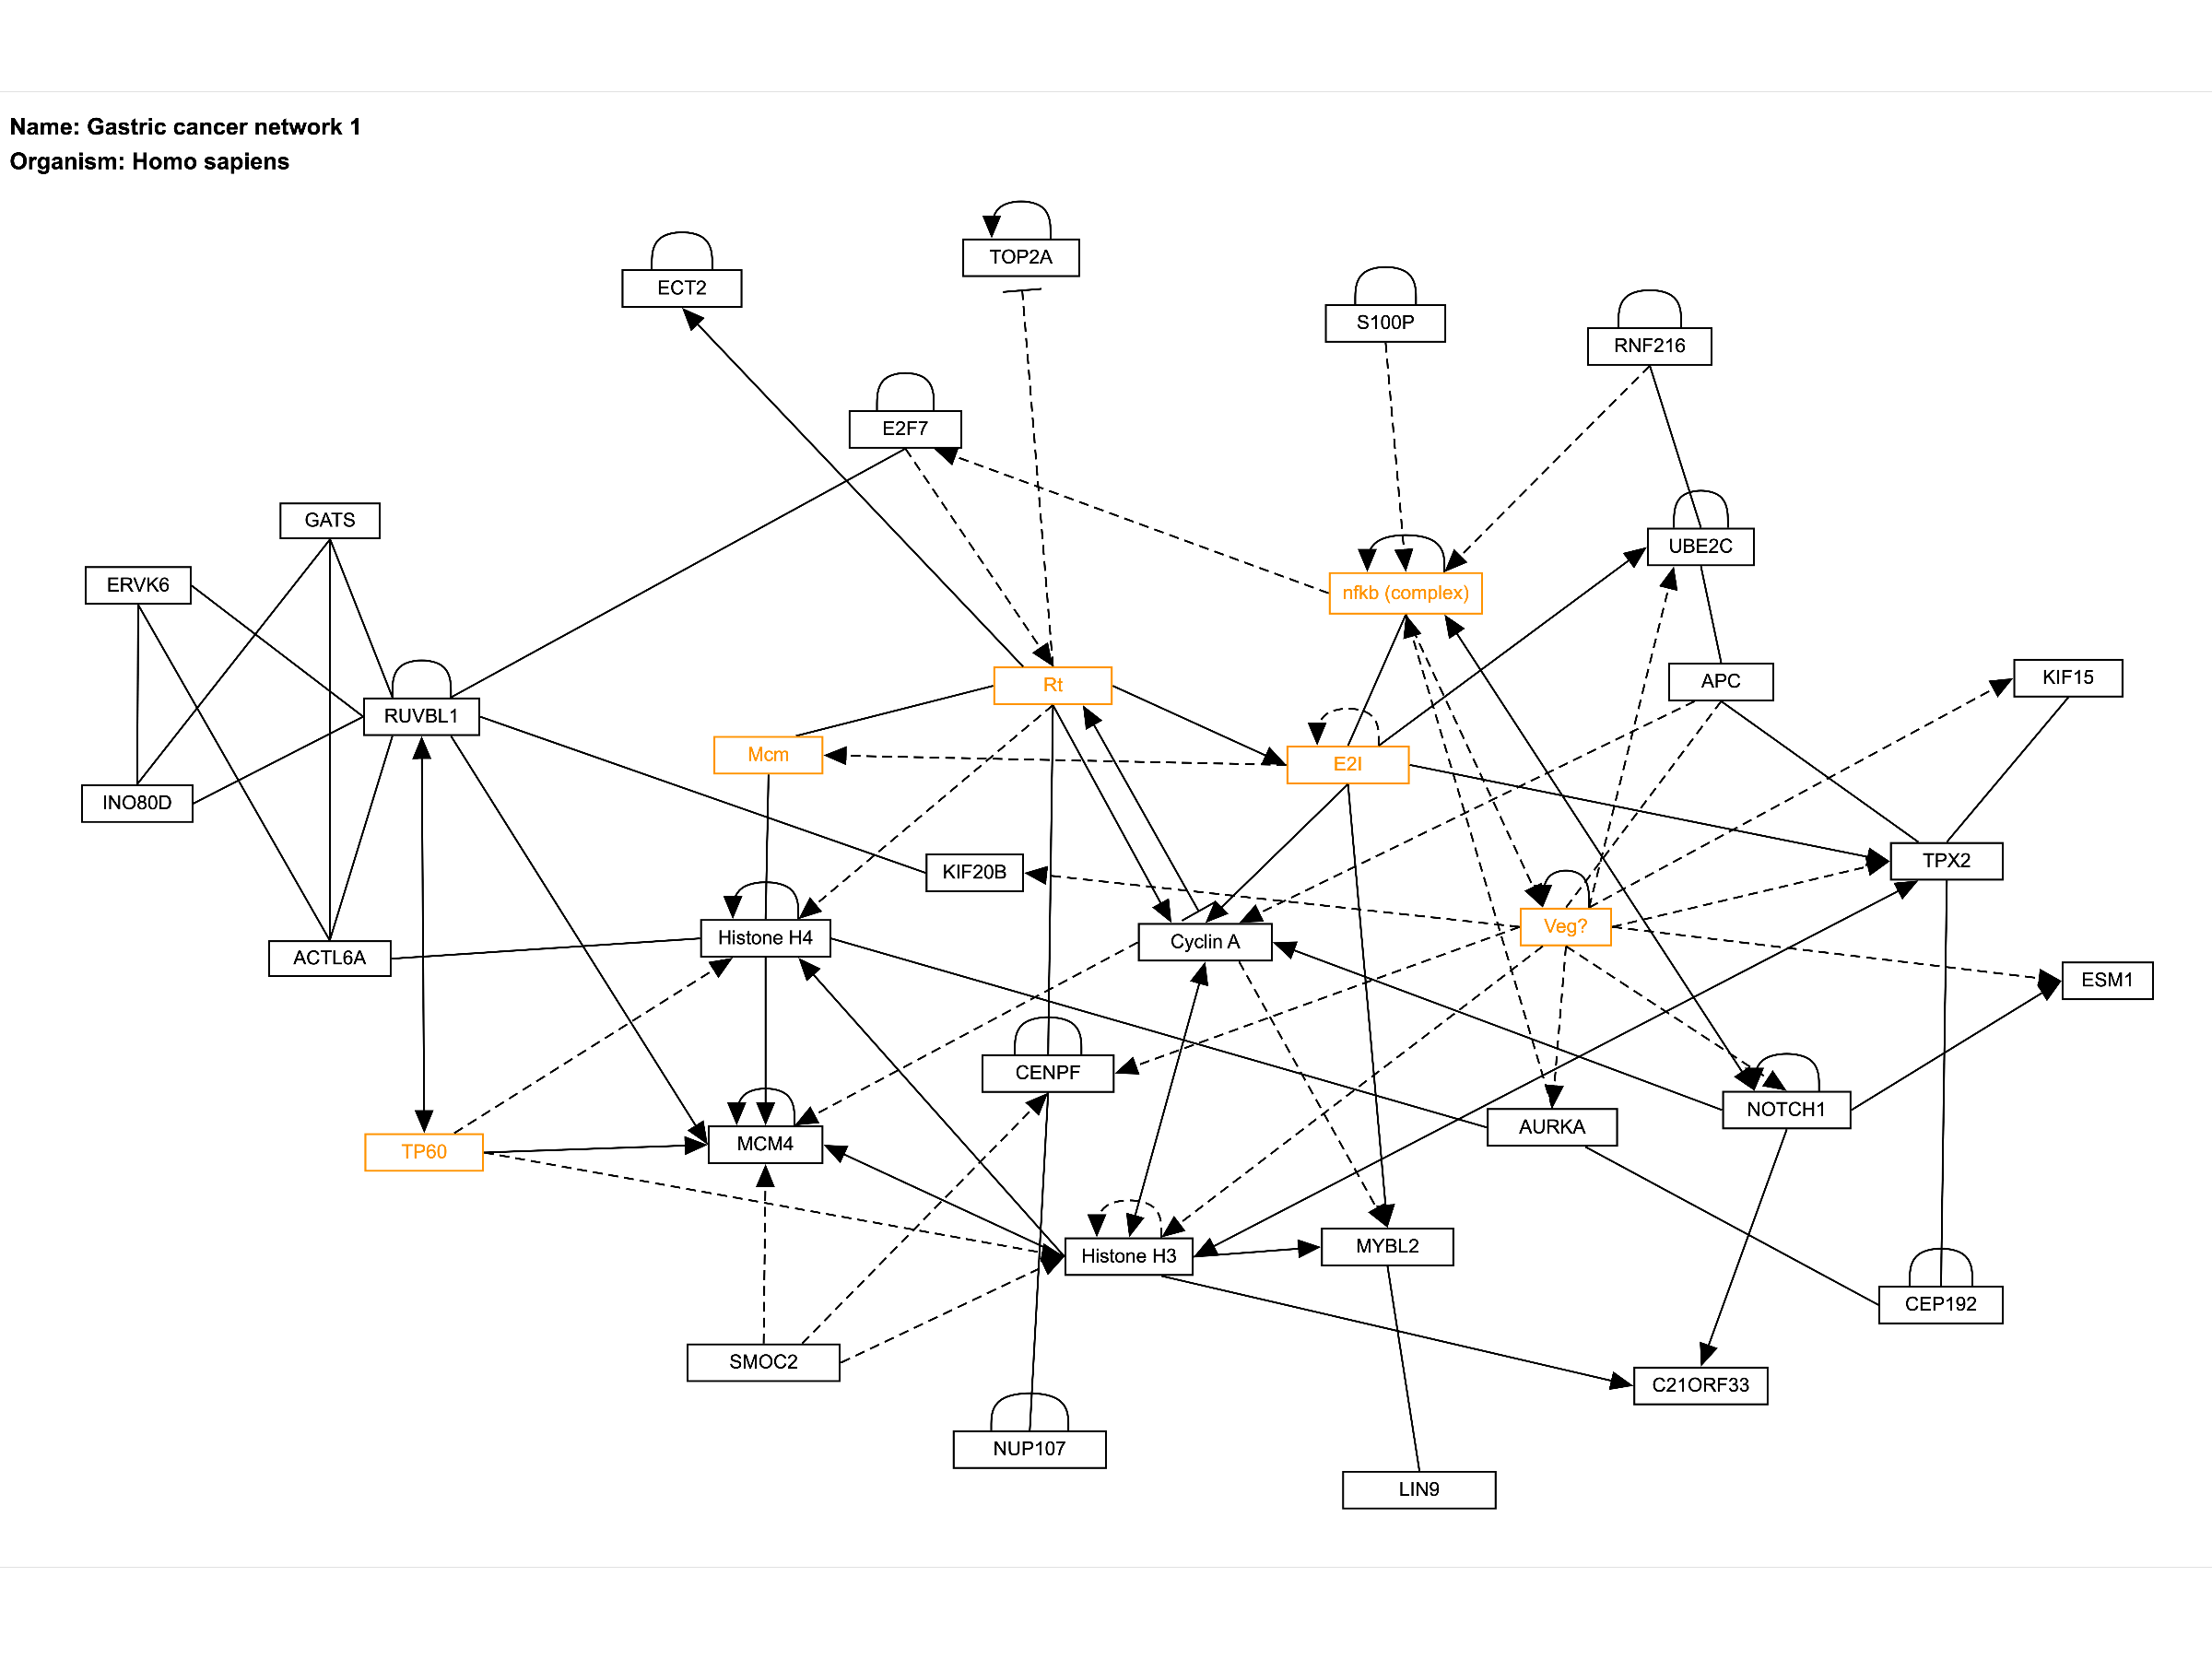 Name: Gastric cancer network 1
Organism: Homo sapiens
TOP2A
ECT2
S100P
RNF216
E2F7
GATS
UBE2C
ERVK6
nfkb (complex)
KIF15
APC
Rt
RUVBL1
Mcm
E2I
INO80D
TPX2
KIF20B
Veg?
Histone H4
Cyclin A
ACTL6A
ESM1
CENPF
NOTCH1
AURKA
MCM4
TP60
MYBL2
Histone H3
CEP192
SMOC2
C21ORF33
NUP107
LIN9